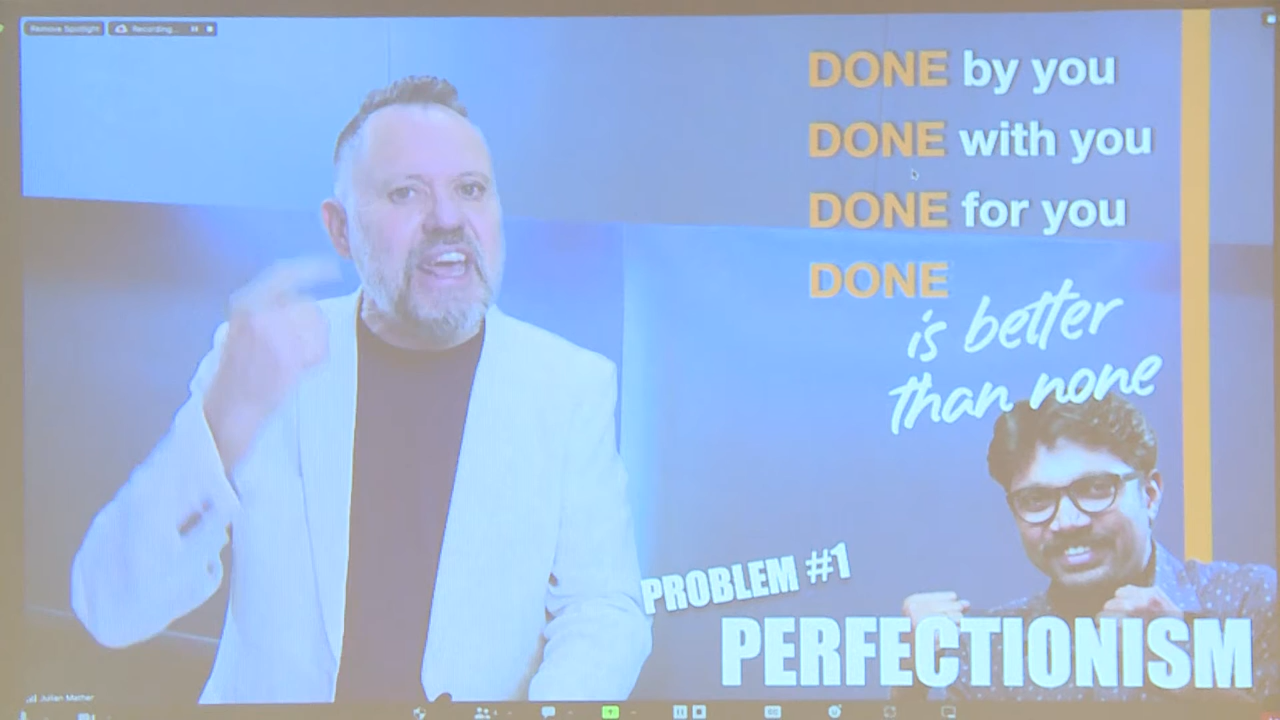 Remove Spotlight
Recording...
DONE by you
DONE with you
DONE for you
DONE
is better
than none
PROBLEM #1
PERFECTIONISM
Julian Mather